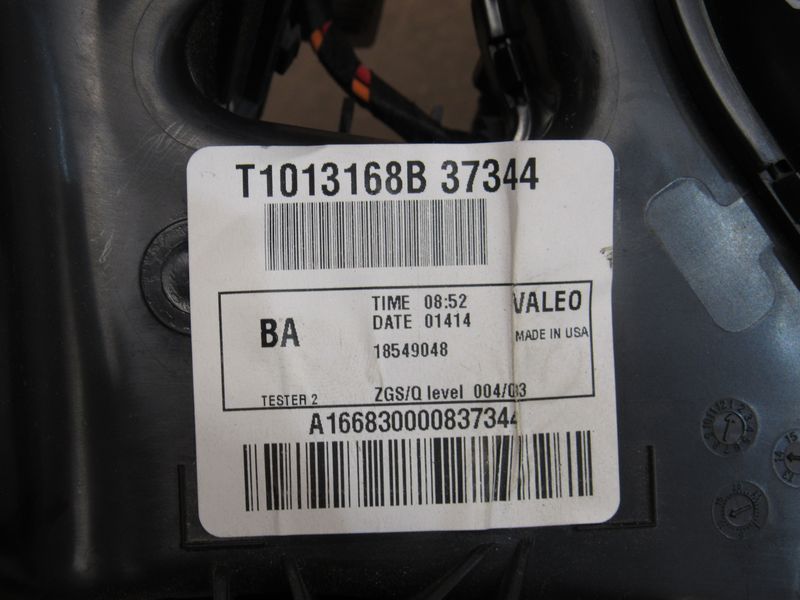 T1013168B 37344
BA
TIME 08:52
DATE 01414
18549048
VALEO
MADE IN USA
TESTER 2
ZGS/Q level 004/003
A166830000837344